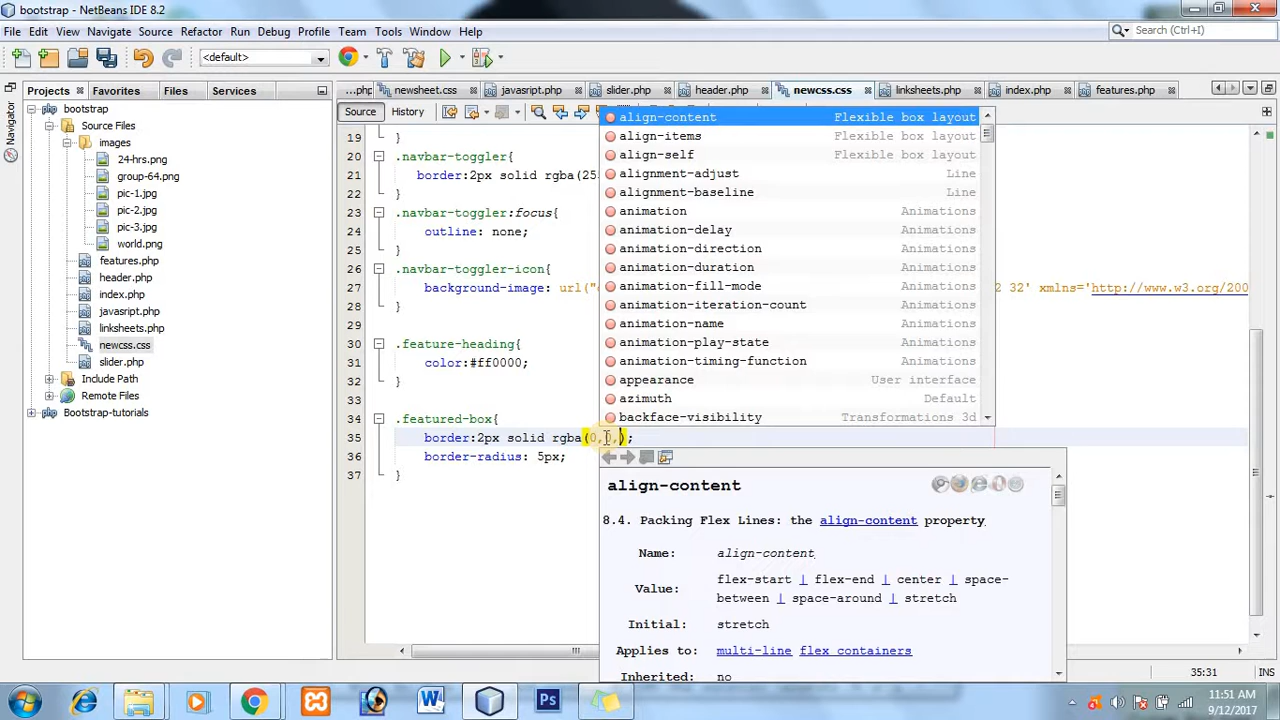 bootstrap - NetBeans IDE 8.2
File Edit View Navigate Source Refactor Run Debug Profile Team Tools Window Help
Search (Ctrl+I)
<default>
Projects Favorites Files Services
...php newsheet.css javasript.php slider.php header.php newcss.css linksheets.php index.php features.php
Navigator
Source History
bootstrap
Source Files
images
24-hrs.png
group-64.png
pic-1.jpg
pic-2.jpg
pic-3.jpg
world.png
features.php
header.php
index.php
javasript.php
linksheets.php
newcss.css
slider.php
Include Path
Remote Files
Bootstrap-tutorials
19 }
20 .navbar-toggler{
21 border:2px solid rgba(25
22 }
23 .navbar-toggler:focus{
24 outline: none;
25 }
26 .navbar-toggler-icon{
27 background-image: url("d 2 32' xmlns='http://www.w3.org/200
28 }
29
30 .feature-heading{
31 color:#ff0000;
32 }
33
34 .featured-box{
35 border:2px solid rgba(0,0,);
36 border-radius: 5px;
37 }
align-content Flexible box layout
align-items Flexible box layout
align-self Flexible box layout
alignment-adjust Line
alignment-baseline Line
animation Animations
animation-delay Animations
animation-direction Animations
animation-duration Animations
animation-fill-mode Animations
animation-iteration-count Animations
animation-name Animations
animation-play-state Animations
animation-timing-function Animations
appearance User interface
azimuth Default
backface-visibility Transformations 3d
align-content
8.4. Packing Flex Lines: the align-content property
Name: align-content
Value: flex-start | flex-end | center | space-
between | space-around | stretch
Initial: stretch
Applies to: multi-line flex containers
Inherited: no
35:31 INS
11:51 AM
9/12/2017